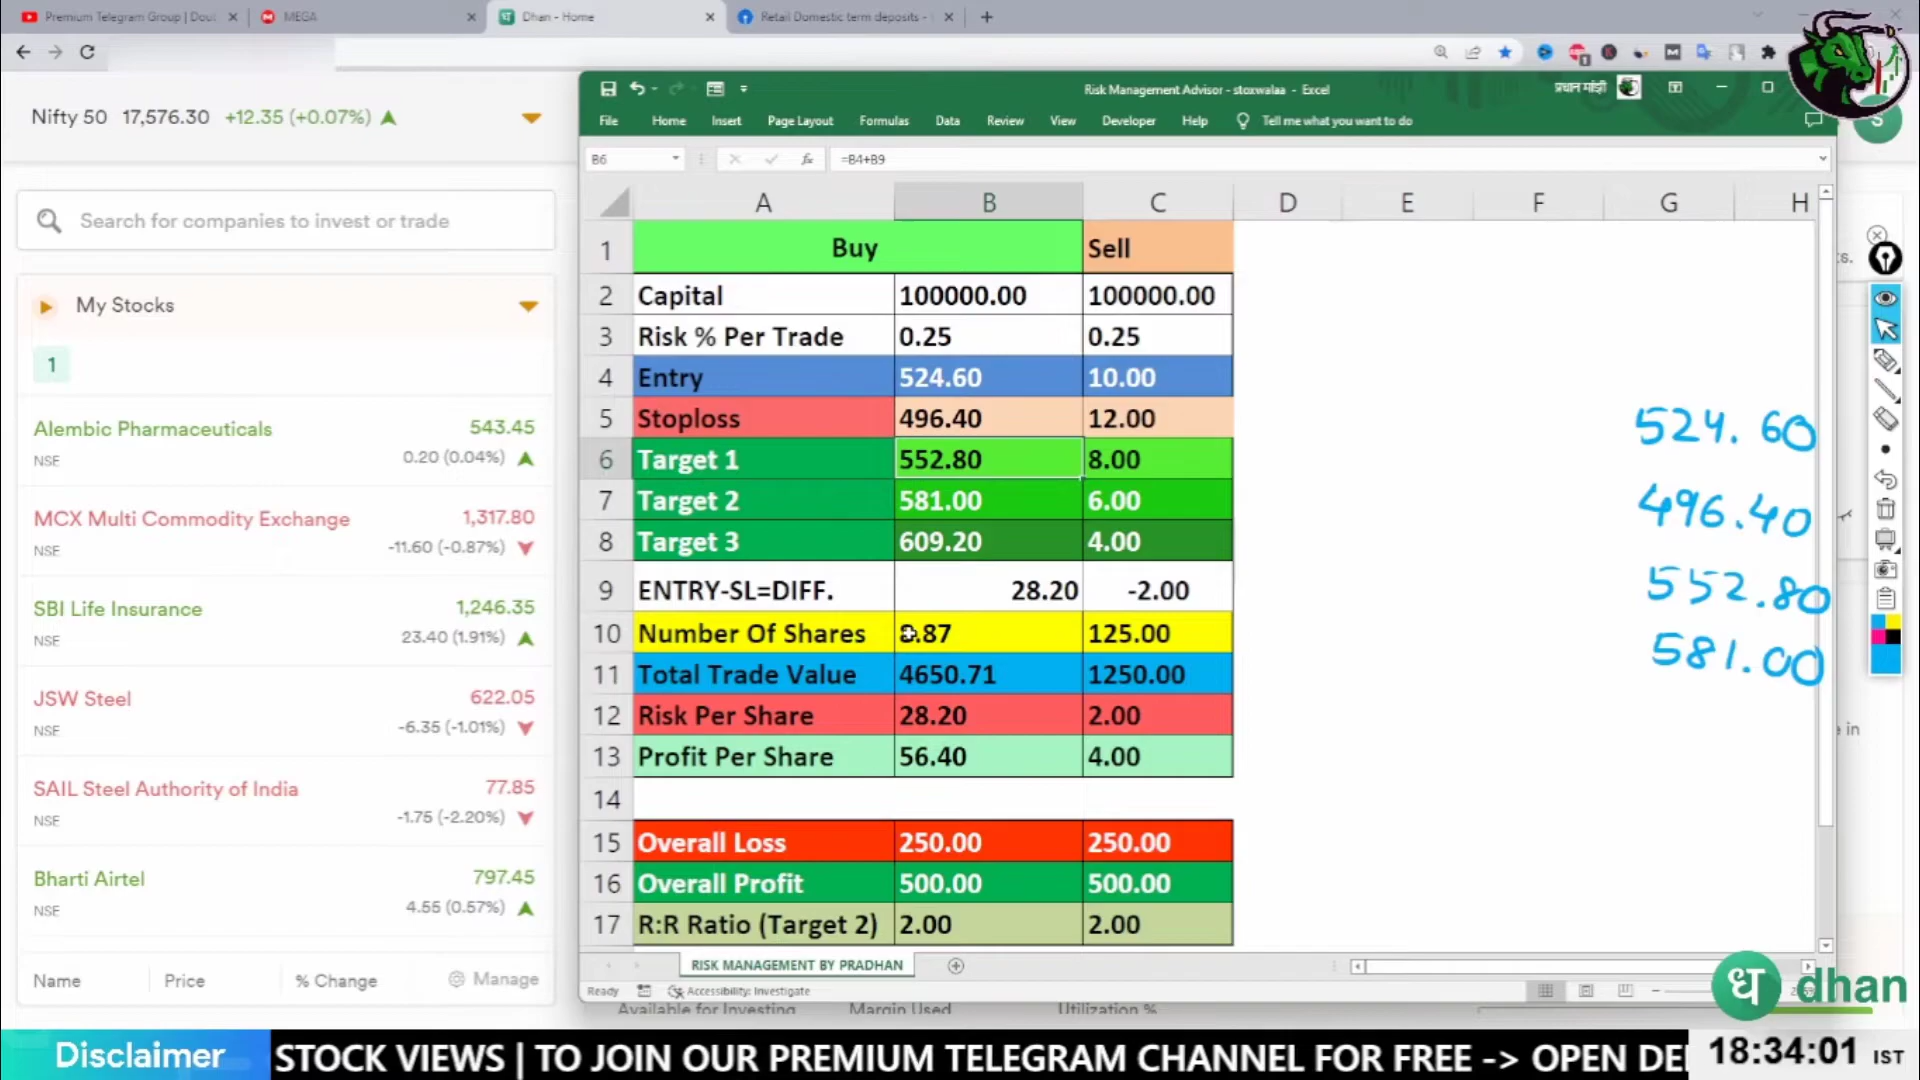 Premium Telegram Group | Dou
MEGA
Dhan - Home
Retail Domestic term deposits -
Nifty 50 17,576.30 +12.35 (+0.07%)
Search for companies to invest or trade
My Stocks
1
Alembic Pharmaceuticals 543.45
NSE 0.20 (0.04%)
MCX Multi Commodity Exchange 1,317.80
NSE -11.60 (-0.87%)
SBI Life Insurance 1,246.35
NSE 23.40 (1.91%)
JSW Steel 622.05
NSE -6.35 (-1.01%)
SAIL Steel Authority of India 77.85
NSE -1.75 (-2.20%)
Bharti Airtel 797.45
NSE 4.55 (0.57%)
Name Price % Change Manage
Risk Management Advisor - stoxwalaa - Excel
प्रधान मांझी
File Home Insert Page Layout Formulas Data Review View Developer Help Tell me what you want to do
B6 fx =B4+B9
A B C D E F G H
1 Buy Sell
2 Capital 100000.00 100000.00
3 Risk % Per Trade 0.25 0.25
4 Entry 524.60 10.00
5 Stoploss 496.40 12.00
6 Target 1 552.80 8.00
7 Target 2 581.00 6.00
8 Target 3 609.20 4.00
9 ENTRY-SL=DIFF. 28.20 -2.00
10 Number Of Shares .87 125.00
11 Total Trade Value 4650.71 1250.00
12 Risk Per Share 28.20 2.00
13 Profit Per Share 56.40 4.00
14
15 Overall Loss 250.00 250.00
16 Overall Profit 500.00 500.00
17 R:R Ratio (Target 2) 2.00 2.00
524.60
496.40
552.80
581.00
RISK MANAGEMENT BY PRADHAN
Ready Accessibility: Investigate
Available for Investing Margin Used Utilization %
S
s.
e in
ध dhan
Disclaimer STOCK VIEWS | TO JOIN OUR PREMIUM TELEGRAM CHANNEL FOR FREE -> OPEN DE 18:34:01 IST